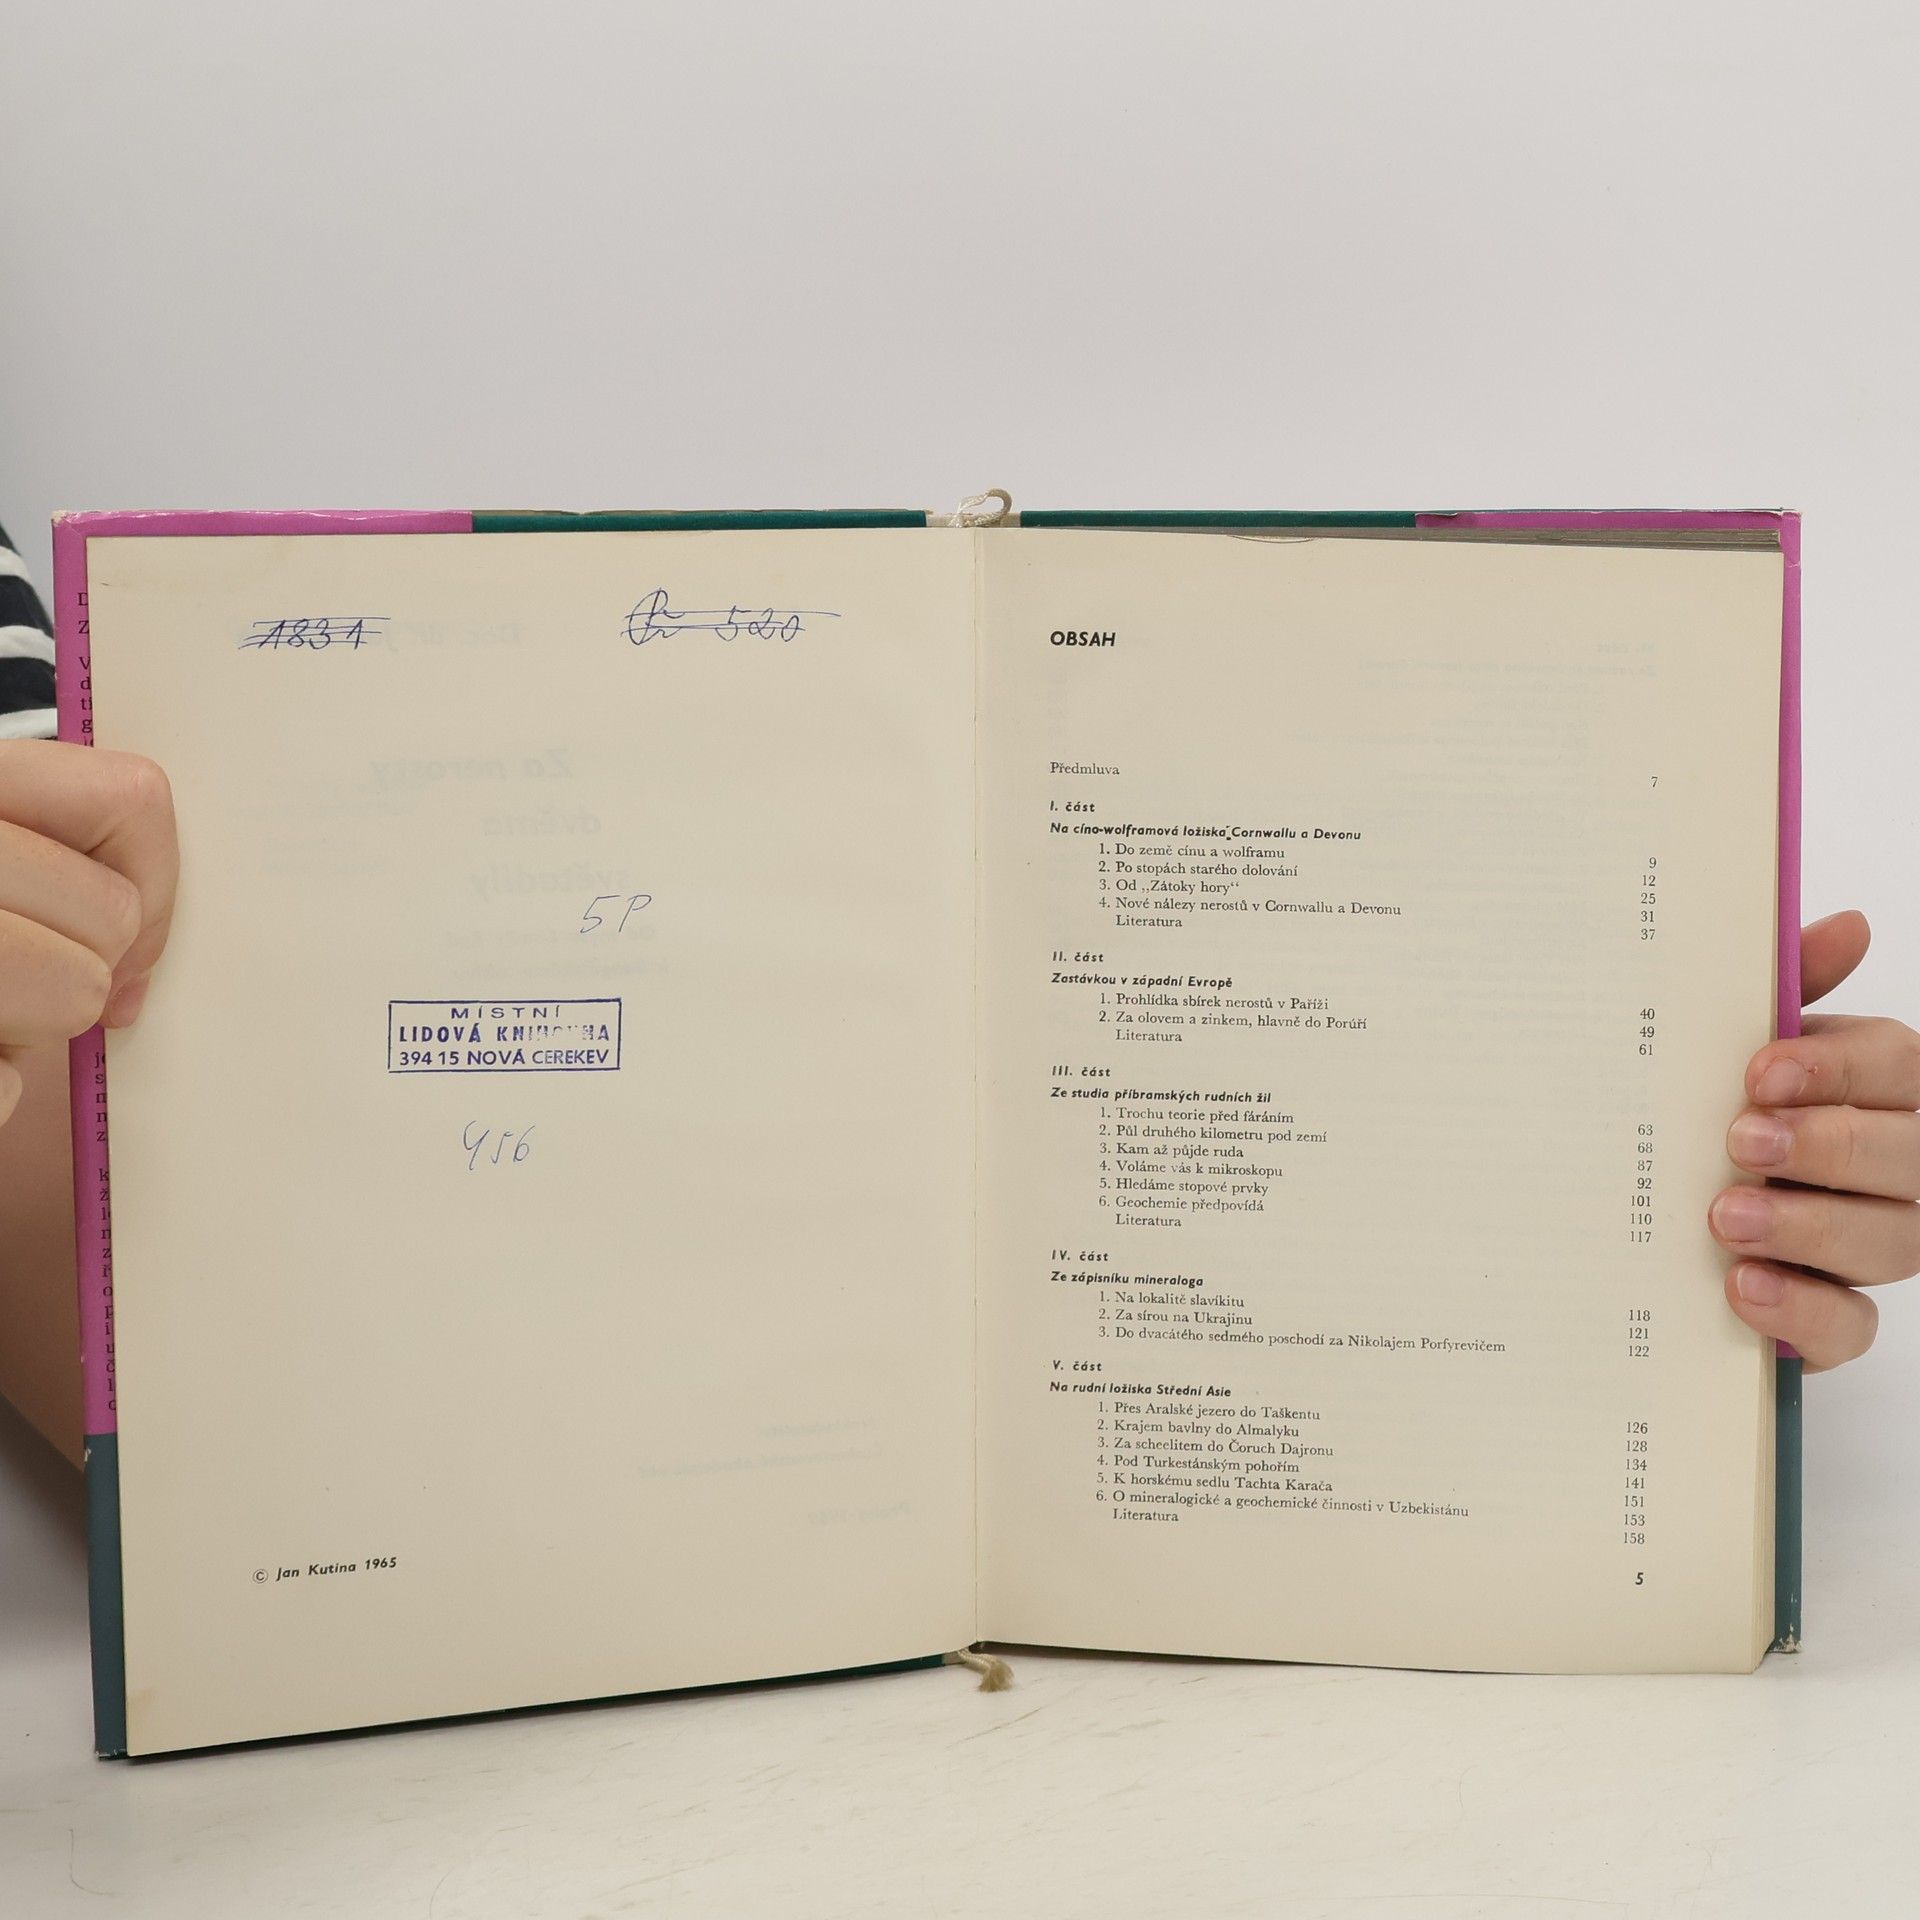 1831
Př 520
5P
MÍSTNÍ
LIDOVÁ KNIHOVNA
394 15 NOVÁ CEREKEV
456
© Jan Kutina 1965
OBSAH
Předmluva 7
I. část
Na cíno-wolframová ložiska Cornwallu a Devonu
1. Do země cínu a wolframu 9
2. Po stopách starého dolování 12
3. Od „Zátoky hory“ 25
4. Nové nálezy nerostů v Cornwallu a Devonu 31
Literatura 37
II. část
Zastávkou v západní Evropě
1. Prohlídka sbírek nerostů v Paříži 40
2. Za olovem a zinkem, hlavně do Porúří 49
Literatura 61
III. část
Ze studia příbramských rudních žil
1. Trochu teorie před fáráním 63
2. Půl druhého kilometru pod zemí 68
3. Kam až půjde ruda 87
4. Voláme vás k mikroskopu 92
5. Hledáme stopové prvky 101
6. Geochemie předpovídá 110
Literatura 117
IV. část
Ze zápisníku mineraloga
1. Na lokalitě slavíkitu 118
2. Za sírou na Ukrajinu 121
3. Do dvacátého sedmého poschodí za Nikolajem Porfyrevičem 122
V. část
Na rudní ložiska Střední Asie
1. Přes Aralské jezero do Taškentu 126
2. Krajem bavlny do Almalyku 128
3. Za scheelitem do Čoruch Dajronu 134
4. Pod Turkestánským pohořím 141
5. K horskému sedlu Tachta Karača 151
6. O mineralogické a geochemické činnosti v Uzbekistánu 153
Literatura 158
5